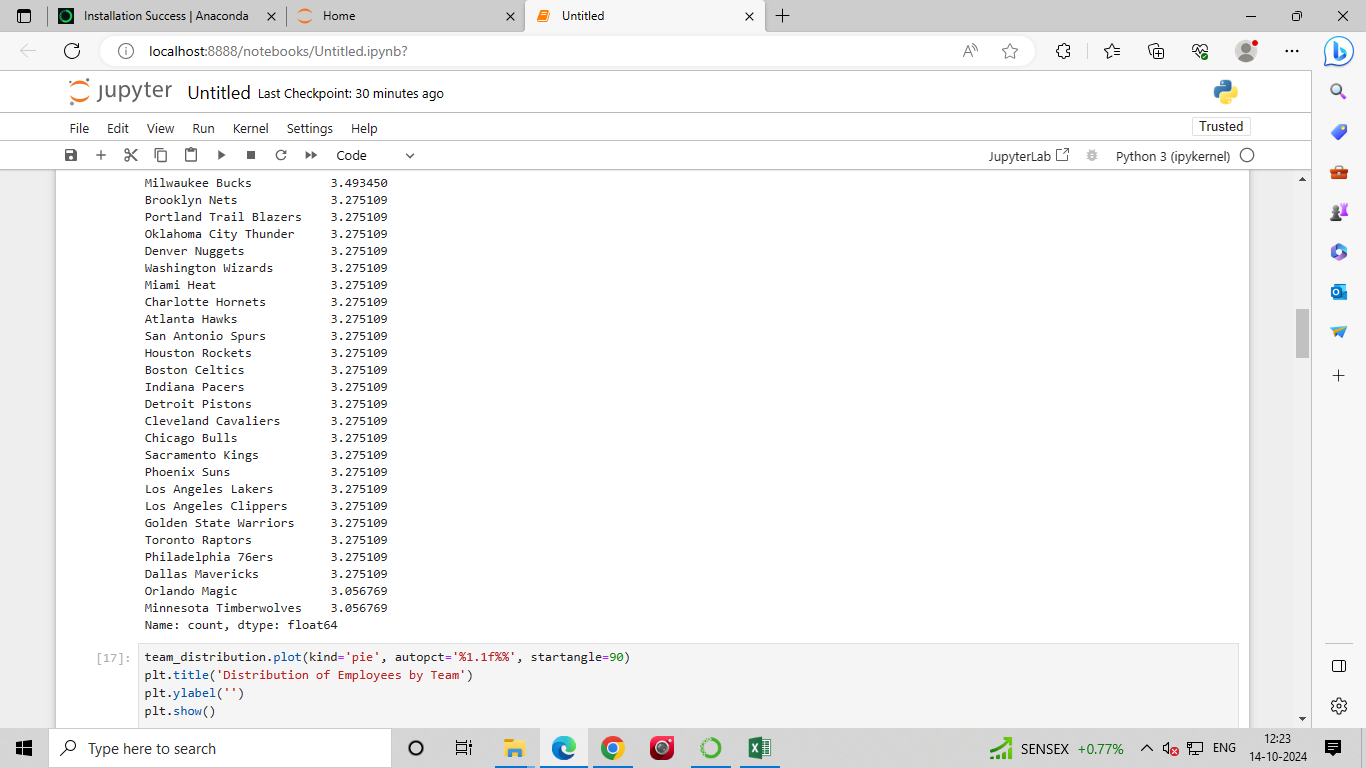 Installation Success | Anaconda
Home
Untitled
localhost:8888/notebooks/Untitled.ipynb?
jupyter Untitled Last Checkpoint: 30 minutes ago
File Edit View Run Kernel Settings Help
Trusted
Code
JupyterLab
Python 3 (ipykernel)
Milwaukee Bucks 3.493450
Brooklyn Nets 3.275109
Portland Trail Blazers 3.275109
Oklahoma City Thunder 3.275109
Denver Nuggets 3.275109
Washington Wizards 3.275109
Miami Heat 3.275109
Charlotte Hornets 3.275109
Atlanta Hawks 3.275109
San Antonio Spurs 3.275109
Houston Rockets 3.275109
Boston Celtics 3.275109
Indiana Pacers 3.275109
Detroit Pistons 3.275109
Cleveland Cavaliers 3.275109
Chicago Bulls 3.275109
Sacramento Kings 3.275109
Phoenix Suns 3.275109
Los Angeles Lakers 3.275109
Los Angeles Clippers 3.275109
Golden State Warriors 3.275109
Toronto Raptors 3.275109
Philadelphia 76ers 3.275109
Dallas Mavericks 3.275109
Orlando Magic 3.056769
Minnesota Timberwolves 3.056769
Name: count, dtype: float64
[17]: team_distribution.plot(kind='pie', autopct='%1.1f%%', startangle=90)
plt.title('Distribution of Employees by Team')
plt.ylabel('')
plt.show()
Type here to search
SENSEX +0.77%
ENG
12:23
14-10-2024